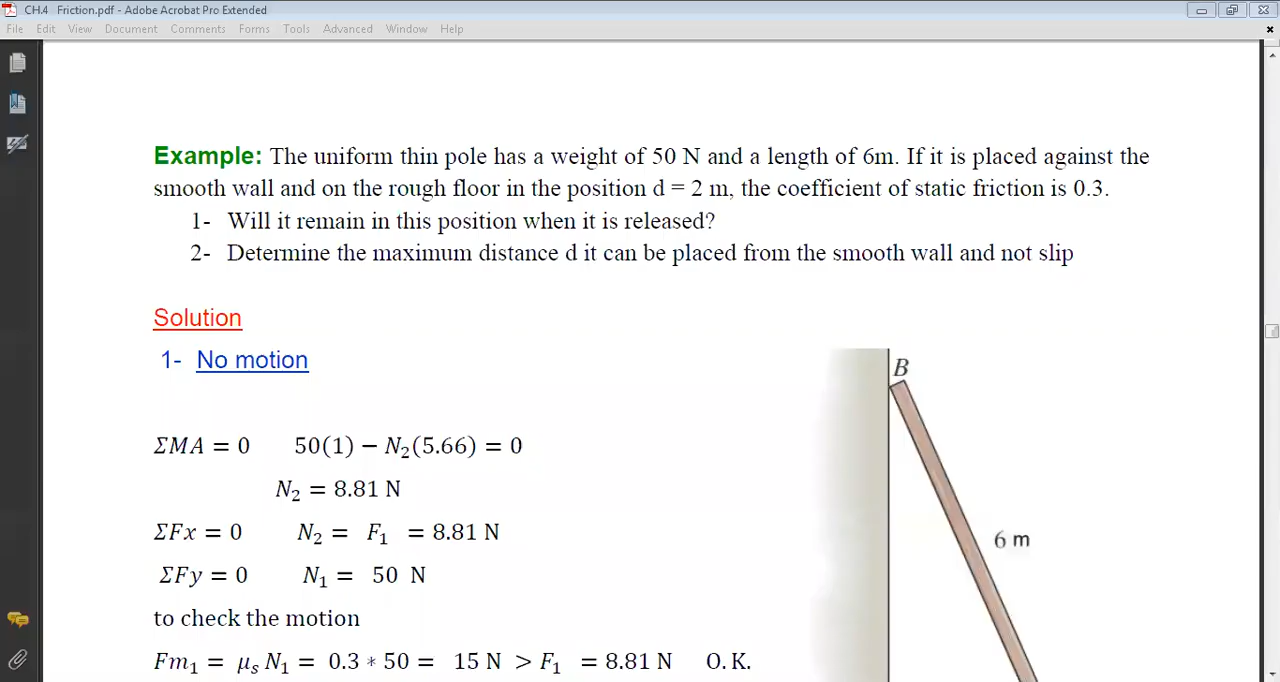 CH.4 Friction.pdf - Adobe Acrobat Pro Extended
File Edit View Document Comments Forms Tools Advanced Window Help
Example: The uniform thin pole has a weight of 50 N and a length of 6m. If it is placed against the
smooth wall and on the rough floor in the position d = 2 m, the coefficient of static friction is 0.3.
1- Will it remain in this position when it is released?
2- Determine the maximum distance d it can be placed from the smooth wall and not slip
Solution
1- No motion
B
ΣMA = 0 50(1) − N₂(5.66) = 0
N₂ = 8.81 N
ΣFx = 0 N₂ = F₁ = 8.81 N
6 m
ΣFy = 0 N₁ = 50 N
to check the motion
Fm₁ = μₛ N₁ = 0.3 * 50 = 15 N > F₁ = 8.81 N O.K.